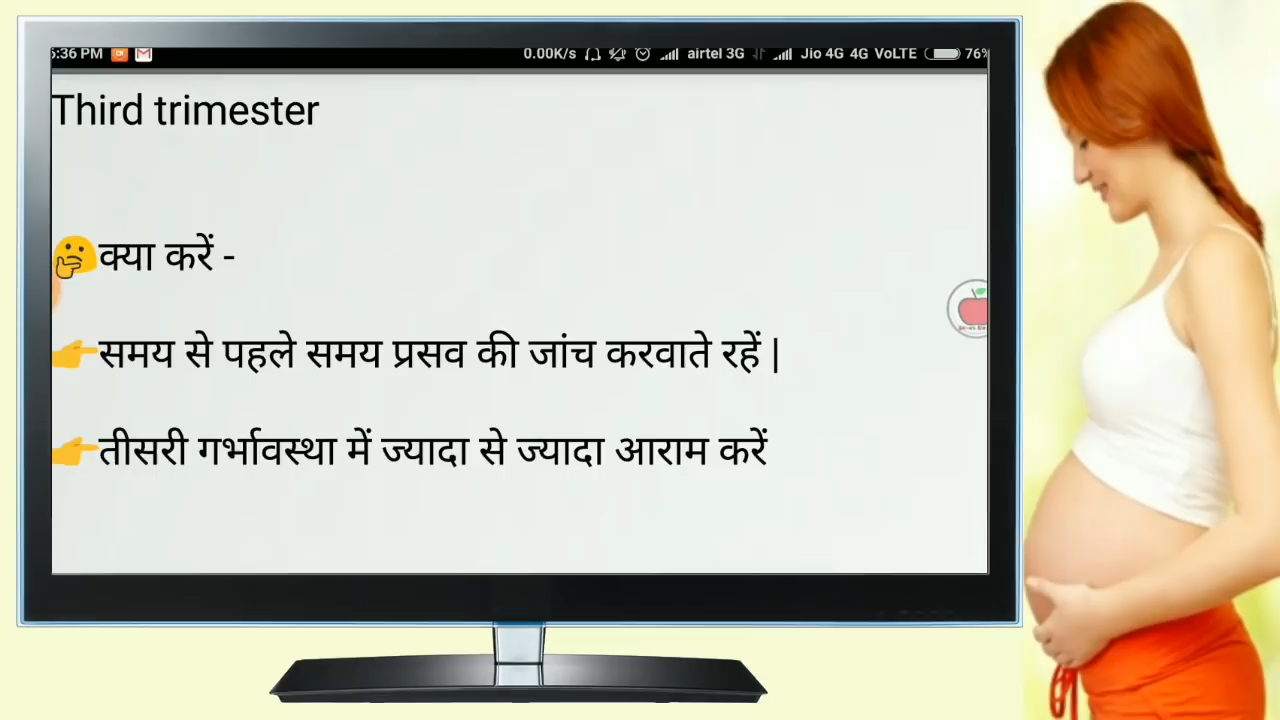 5:36 PM 0.00K/s airtel 3G Jio 4G 4G VoLTE 76%
Third trimester
🤔क्या करें -
👉समय से पहले समय प्रसव की जांच करवाते रहें |
👉तीसरी गर्भावस्था में ज्यादा से ज्यादा आराम करें